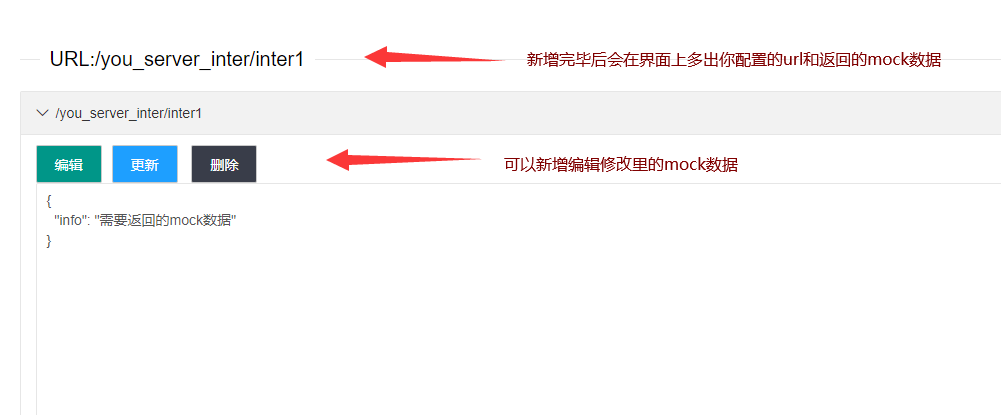 URL:/you_server_inter/inter1 新增完毕后会在界面上多出你配置的url和返回的mock数据
/you_server_inter/inter1
编辑 更新 删除 可以新增编辑修改里的mock数据
{
"info": "需要返回的mock数据"
}